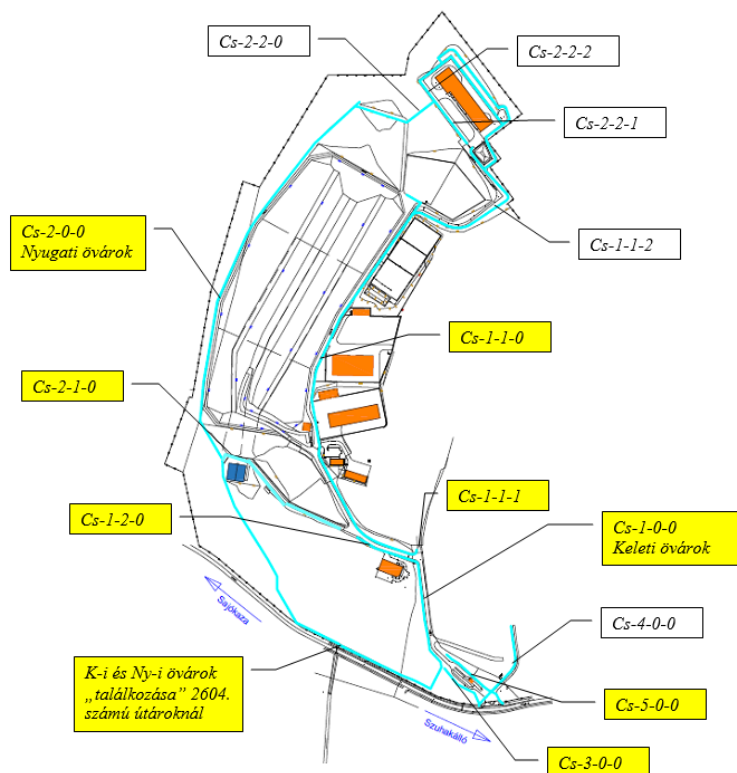 Cs-2-2-0
Cs-2-2-2
Cs-2-2-1
Cs-2-0-0
Nyugati övárok
Cs-1-1-2
Cs-1-1-0
Cs-2-1-0
Cs-1-1-1
Cs-1-2-0
Cs-1-0-0
Keleti övárok
Sajókaza
Cs-4-0-0
K-i és Ny-i övárok
„találkozása” 2604.
számú útároknál
Cs-5-0-0
Szuhakálló
Cs-3-0-0